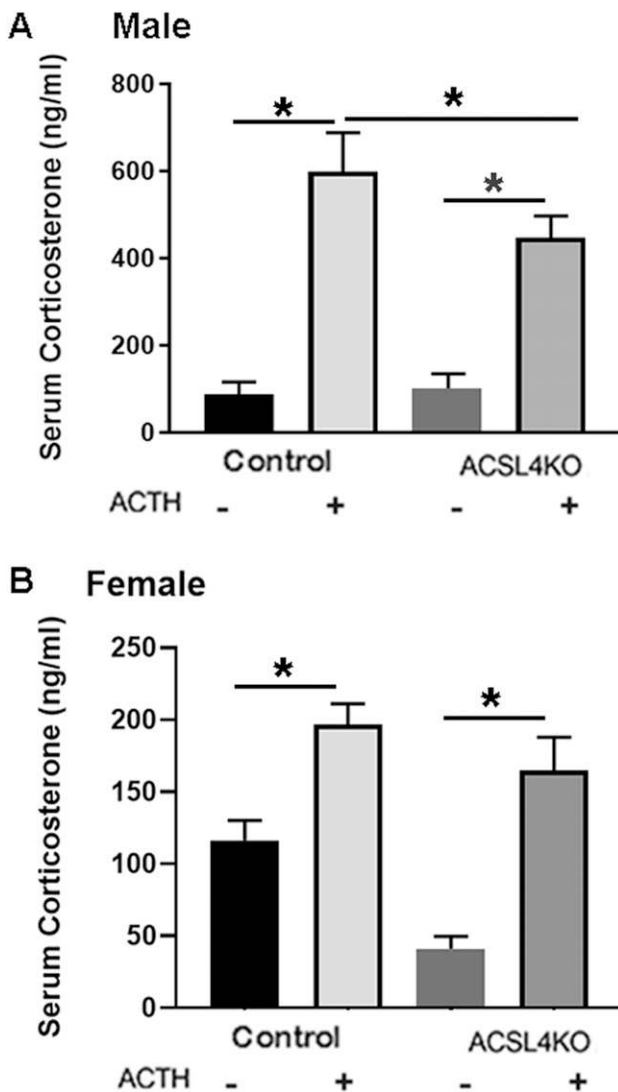 A Male
Serum Corticosterone (ng/ml)
800
600
400
200
0
* * *
Control ACSL4KO
ACTH - + - +
B Female
Serum Corticosterone (ng/ml)
250
200
150
100
50
0
* *
Control ACSL4KO
ACTH - + - +